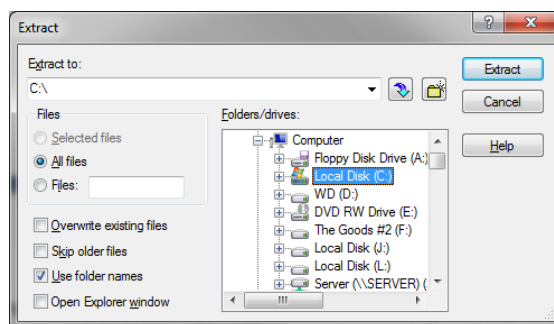 Extract
Extract to:
C:\
Extract
Cancel
Help
Files
Selected files
All files
Files:
Overwrite existing files
Skip older files
Use folder names
Open Explorer window
Folders/drives:
Computer
Floppy Disk Drive (A:)
Local Disk (C:)
WD (D:)
DVD RW Drive (E:)
The Goods #2 (F:)
Local Disk (J:)
Local Disk (L:)
Server (\\SERVER) (